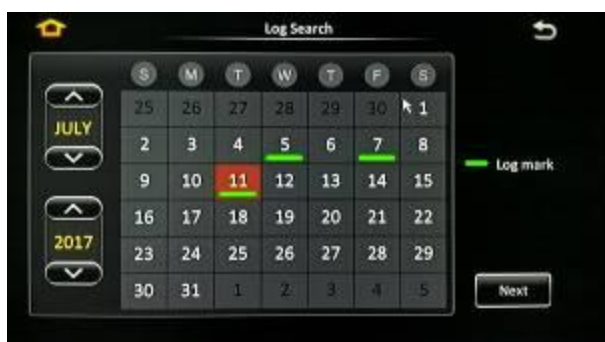 Log Search
S M T W T F S
25 26 27 28 29 30 1
JULY
2 3 4 5 6 7 8
9 10 11 12 13 14 15
Log mark
16 17 18 19 20 21 22
2017
23 24 25 26 27 28 29
30 31 1 2 3 4 5
Next